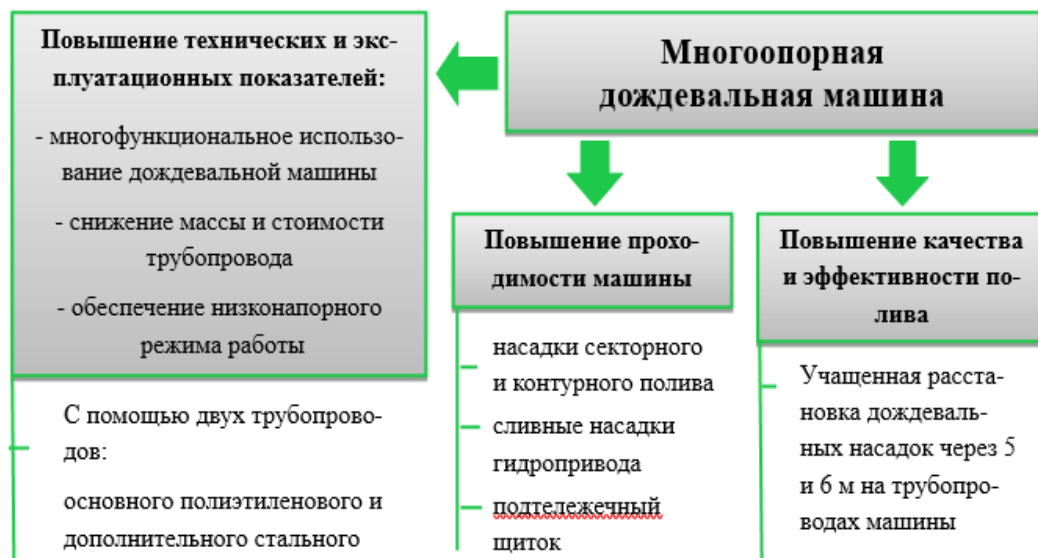 Многоопорная
дождевальная машина
Повышение технических и экс-
плуатационных показателей:
- многофункциональное использо-
вание дождевальной машины
- снижение массы и стоимости
трубопровода
- обеспечение низконапорного
режима работы
С помощью двух трубопрово-
дов:
основного полиэтиленового и
дополнительного стального
Повышение прохо-
димости машины
насадки секторного
и контурного полива
сливные насадки
гидропривода
подтележечный
щиток
Повышение качества
и эффективности по-
лива
Учащенная расста-
новка дождеваль-
ных насадок через 5
и 6 м на трубопро-
водах машины